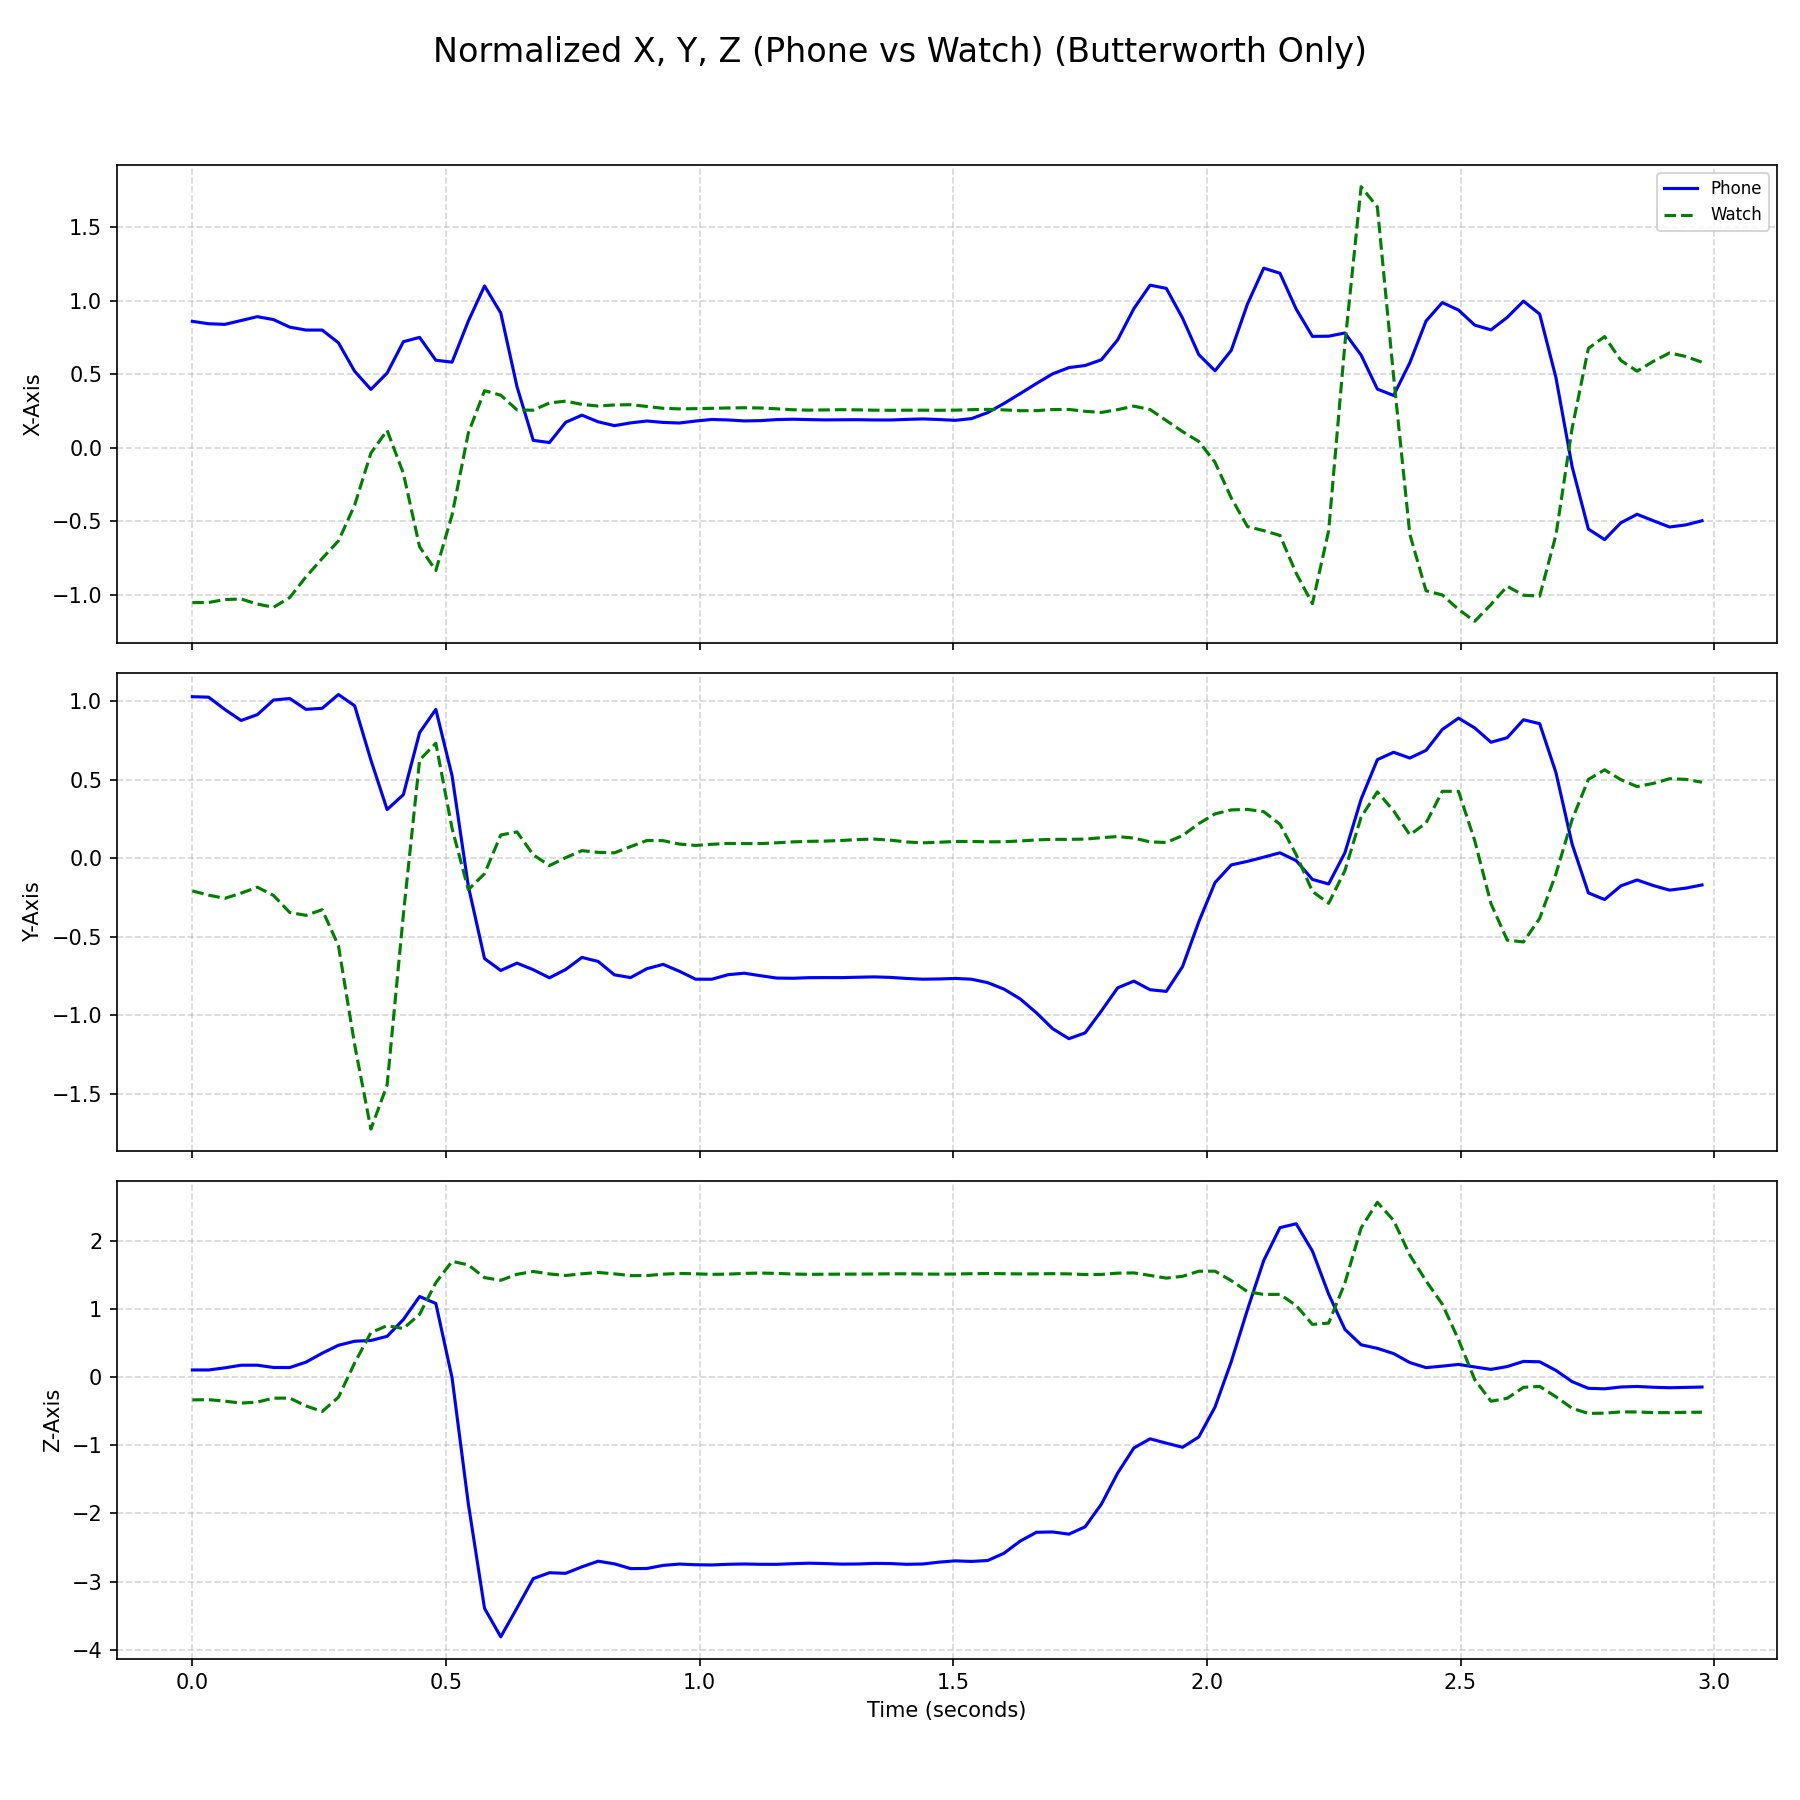 Normalized X, Y, Z (Phone vs Watch) (Butterworth Only)
Phone
Watch
X-Axis
1.5
1.0
0.5
0.0
−0.5
−1.0
Y-Axis
1.0
0.5
0.0
−0.5
−1.0
−1.5
Z-Axis
2
1
0
−1
−2
−3
−4
0.0 0.5 1.0 1.5 2.0 2.5 3.0
Time (seconds)